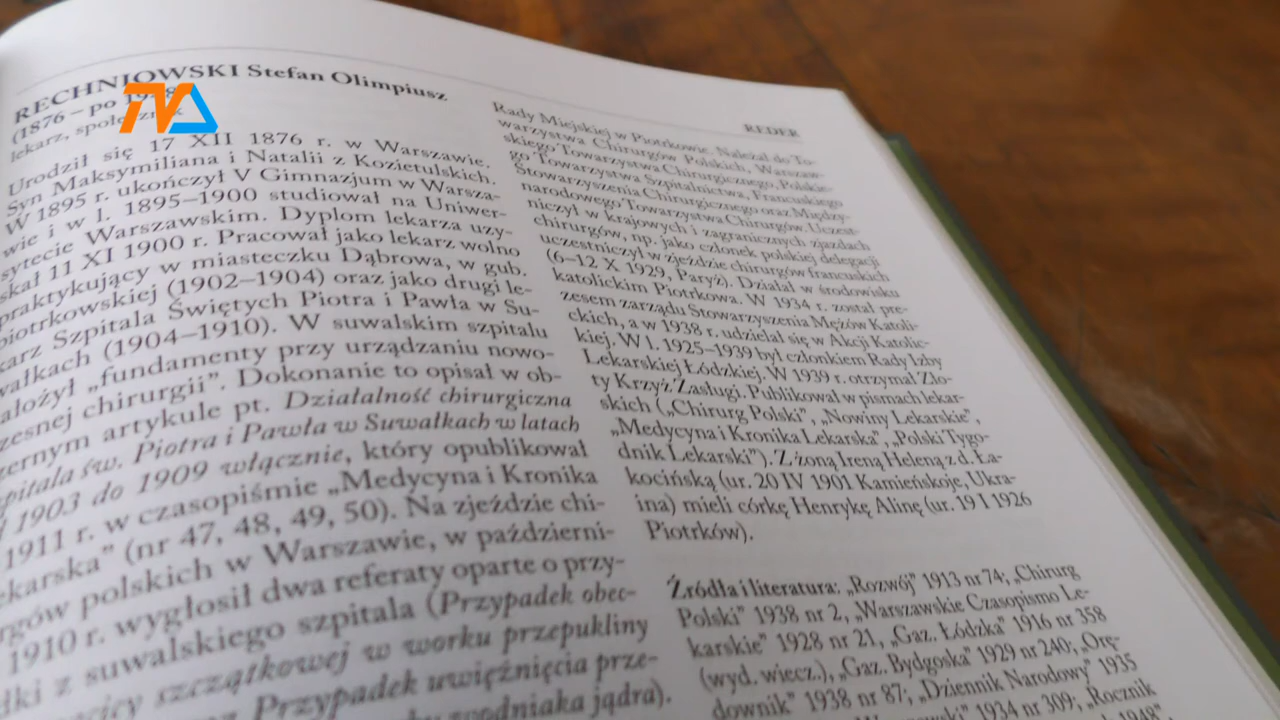 RECHNIOWSKI Stefan Olimpiusz
(1876 – po
lekarz,
Urodził się 17 XII 1876 r. w Warszawie.
Syn Maksymiliana i Natalii z Kozietulskich.
W 1895 r. ukończył V Gimnazjum w Warsza-
wie i w l. 1895–1900 studiował na Uniwer-
sytecie Warszawskim. Dyplom lekarza uzy-
skał 11 XI 1900 r. Pracował jako lekarz wolno
praktykujący w miasteczku Dąbrowa, w gub.
piotrkowskiej (1902–1904) oraz jako drugi le-
karz Szpitala Świętych Piotra i Pawła w Su-
wałkach (1904–1910). W suwalskim szpitalu
ałożył „fundamenty przy urządzaniu nowo-
zesnej chirurgii”. Dokonanie to opisał w ob-
zernym artykule pt. Działalność chirurgiczna
pitala św. Piotra i Pawła w Suwałkach w latach
1903 do 1909 włącznie, który opublikował
1911 r. w czasopiśmie „Medycyna i Kronika
ekarska” (nr 47, 48, 49, 50). Na zjeździe chi-
rgów polskich w Warszawie, w październi-
1910 r. wygłosił dwa referaty oparte o przy-
dki z suwalskiego szpitala (Przypadek obec-
szczątkowej w worku przepukliny
Przypadek uwięźnięcia prze-
jądra).
TVA
REDER
Rady Miejskiej w Piotrkowie. Należał do To-
warzystwa Chirurgów Polskich, Warszaw-
skiego Towarzystwa Chirurgicznego, Polskie-
go Towarzystwa Szpitalnictwa, Francuskiego
Stowarzyszenia Chirurgicznego oraz Między-
narodowego Towarzystwa Chirurgów. Uczest-
niczył w krajowych i zagranicznych zjazdach
chirurgów, np. jako członek polskiej delegacji
uczestniczył w zjeździe chirurgów francuskich
(6–12 X 1929, Paryż). Działał w środowisku
katolickim Piotrkowa. W 1934 r. został pre-
zesem zarządu Stowarzyszenia Mężów Katoli-
ckich, a w 1938 r. udzielał się w Akcji Katolic-
kiej. W l. 1925–1939 był członkiem Rady Izby
Lekarskiej Łódzkiej. W 1939 r. otrzymał Zło-
ty Krzyż Zasługi. Publikował w pismach lekar-
skich („Chirurg Polski”, „Nowiny Lekarskie”,
„Medycyna i Kronika Lekarska”, „Polski Tygo-
dnik Lekarski”). Z żoną Ireną Heleną z d. Ła-
kocińską (ur. 20 IV 1901 Kamieńskoje, Ukra-
ina) mieli córkę Henrykę Alinę (ur. 19 I 1926
Piotrków).
Źródła i literatura: „Rozwój” 1913 nr 74; „Chirurg
Polski” 1938 nr 2, „Warszawskie Czasopismo Le-
karskie” 1928 nr 21, „Gaz. Łódzka” 1916 nr 358
(wyd. wiecz.), „Gaz. Bydgoska” 1929 nr 240; „Orę-
downik” 1938 nr 87; „Dziennik Narodowy” 1935
1934 nr 309; „Rocznik